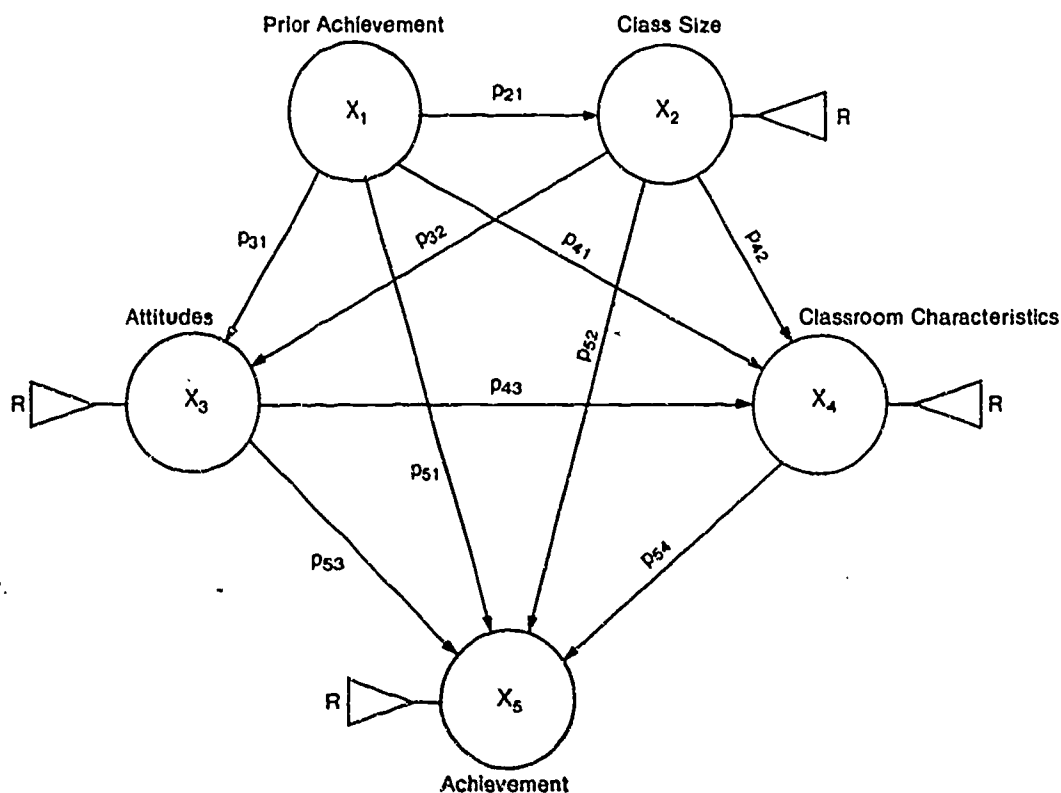 Prior Achievement
Class Size
X1
p21
X2
R
p31
p32
p41
p42
Attitudes
Classroom Characteristics
p52
R
X3
p43
X4
R
p51
p53
p54
R
X5
Achievement